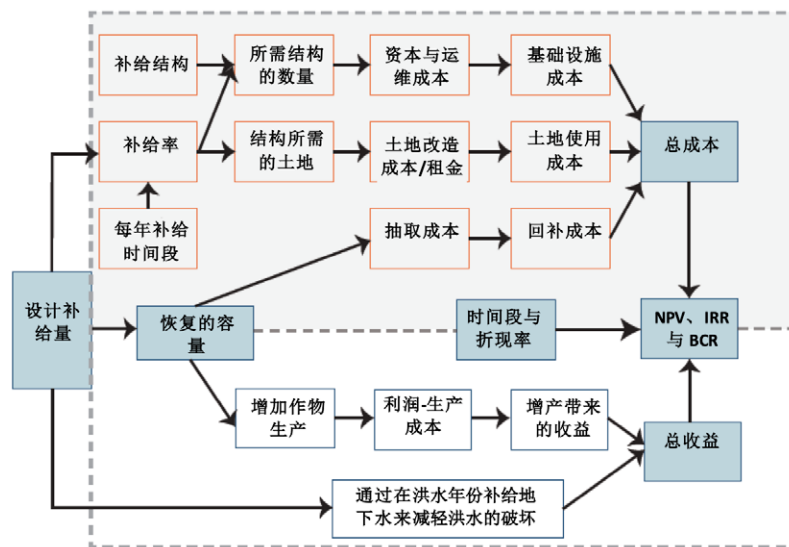 补给结构
所需结构
的数量
资本与运
维成本
基础设施
成本
补给率
结构所需
的土地
土地改造
成本/租金
土地使用
成本
总成本
每年补给
时间段
抽取成本
回补成本
设计补
给量
恢复的容
量
时间段与
折现率
NPV、IRR
与 BCR
增加作物
生产
利润-生产
成本
增产带来
的收益
总收益
通过在洪水年份补给地
下水来减轻洪水的破坏